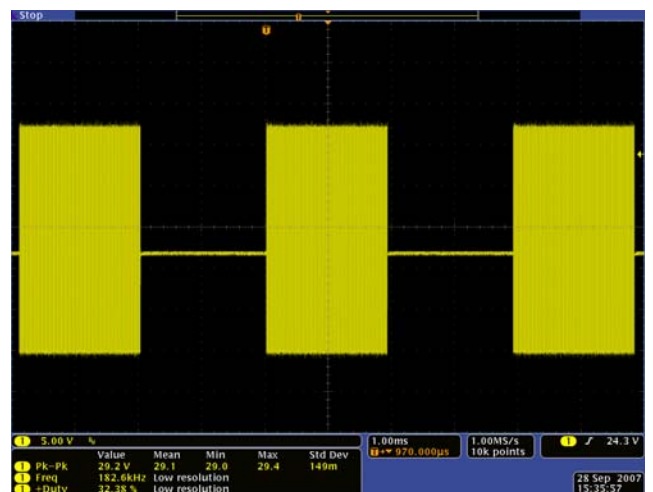 Stop
1 5.00 V
Value Mean Min Max Std Dev
1 Pk-Pk 29.2 V 29.1 29.0 29.4 149m
1 Freq 182.6kHz Low resolution
1 +Duty 32.38 % Low resolution
1.00ms
970.000µs
1.00MS/s
10k points
1 24.3 V
28 Sep 2007
15:35:57